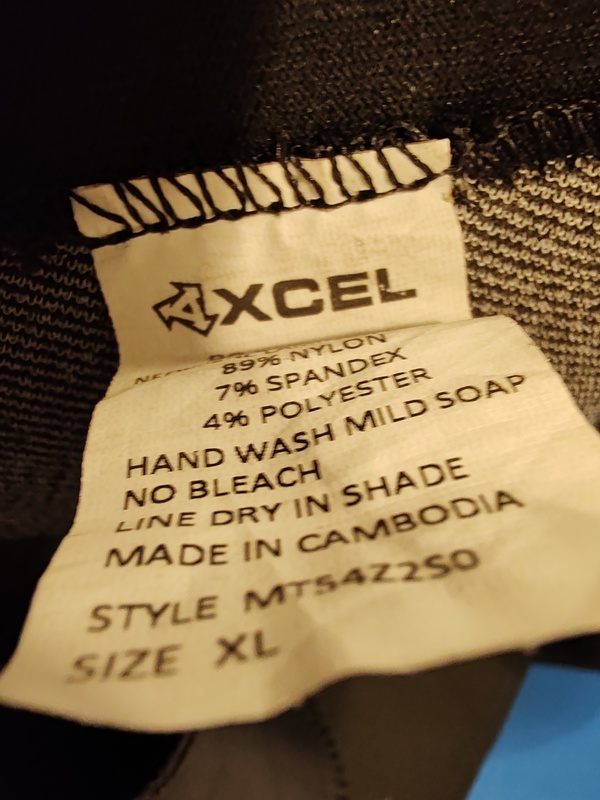 XCEL
89% NYLON
7% SPANDEX
4% POLYESTER
HAND WASH MILD SOAP
NO BLEACH
LINE DRY IN SHADE
MADE IN CAMBODIA
STYLE MT54Z2S0
SIZE XL